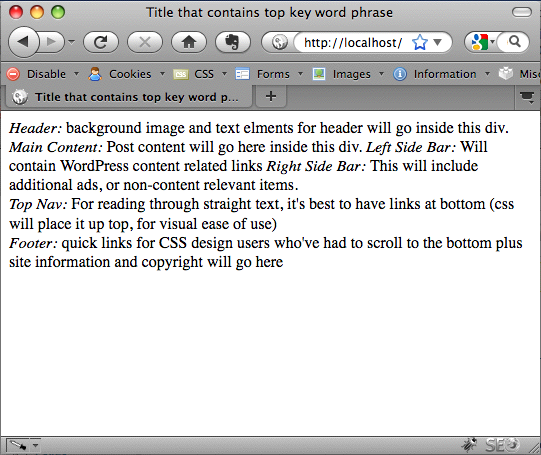 Title that contains top key word phrase
http://localhost/
Disable Cookies CSS Forms Images Information Misc
Title that contains top key word p...
Header: background image and text elments for header will go inside this div.
Main Content: Post content will go here inside this div. Left Side Bar: Will
contain WordPress content related links Right Side Bar: This will include
additional ads, or non-content relevant items.
Top Nav: For reading through straight text, it's best to have links at bottom (css
will place it up top, for visual ease of use)
Footer: quick links for CSS design users who've had to scroll to the bottom plus
site information and copyright will go here
SEO